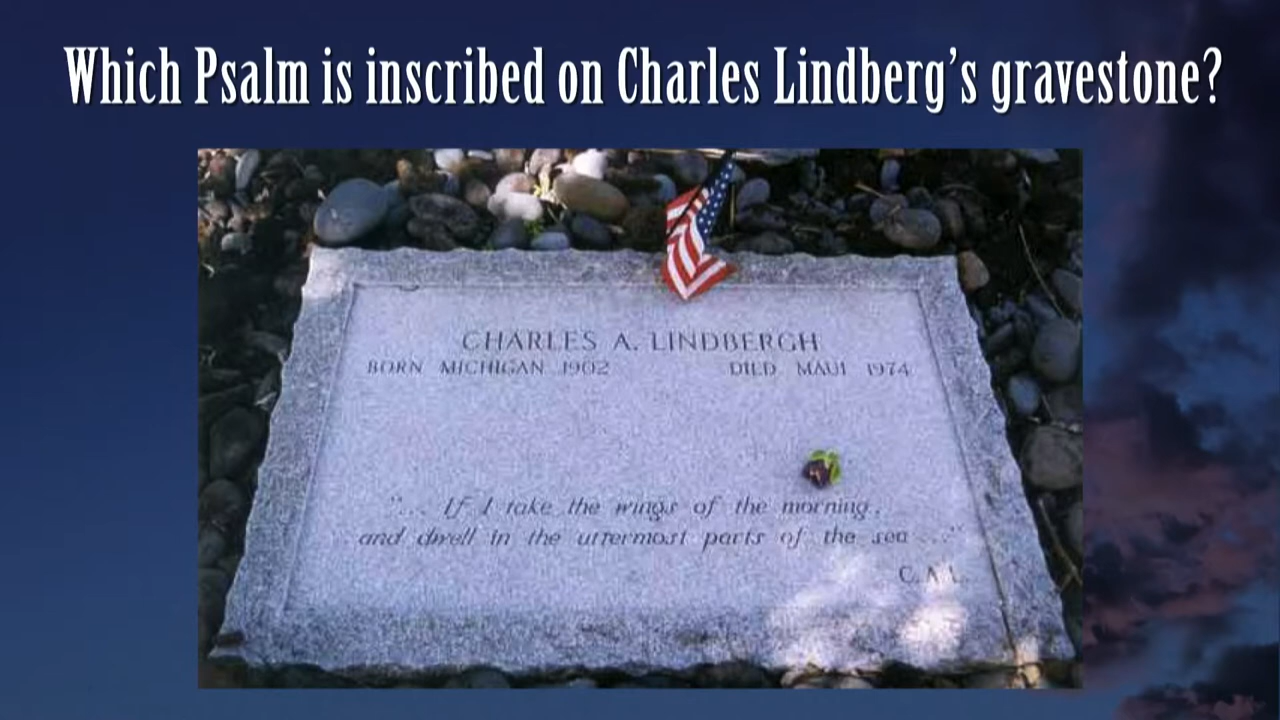 Which Psalm is inscribed on Charles Lindberg's gravestone?
CHARLES A. LINDBERGH
BORN MICHIGAN 1902 DIED MAUI 1974
"... If I take the wings of the morning,
and dwell in the uttermost parts of the sea ..."
C. A. L.